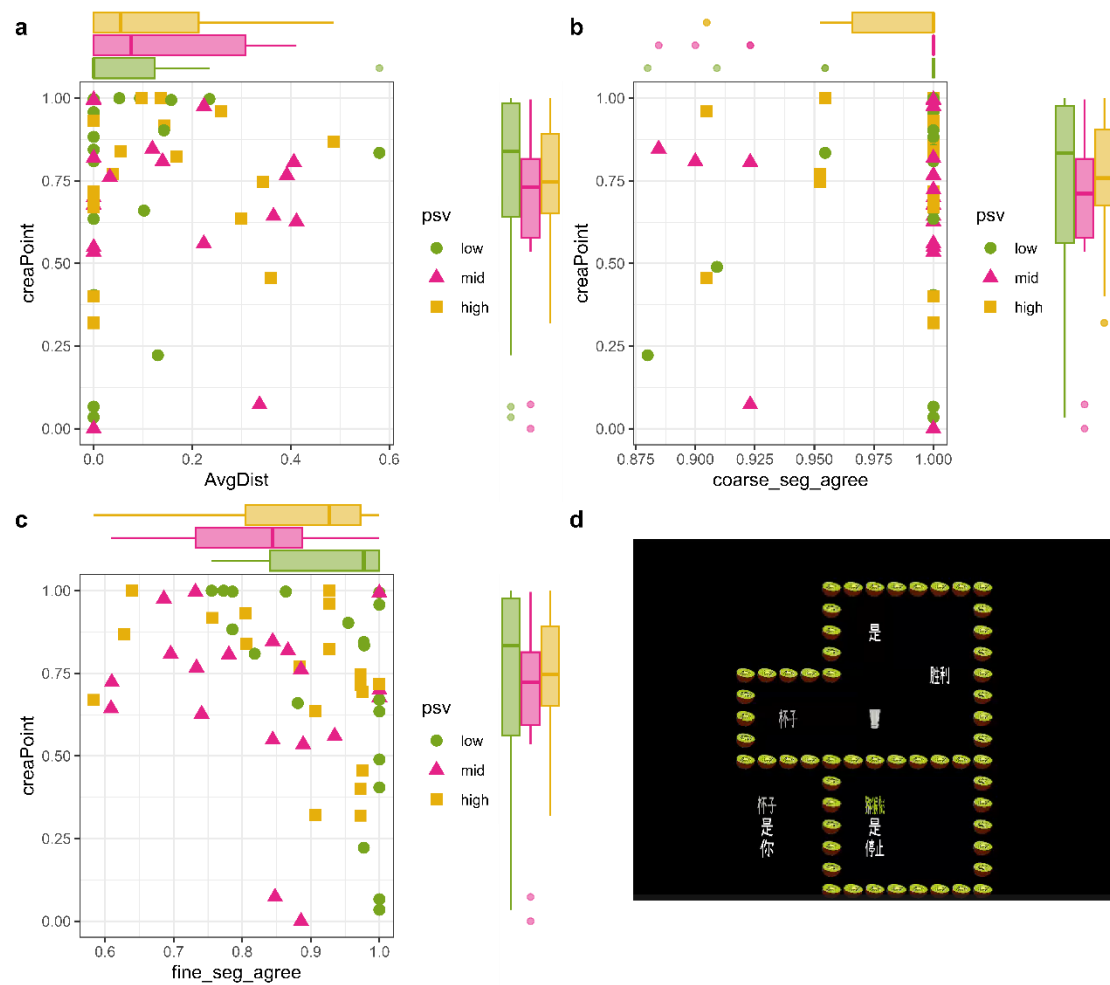 a
1.00
0.75
0.50
0.25
0.00
creaPoint
0.0
0.2
0.4
0.6
AvgDist
psv
low
mid
high
b
1.00
0.75
0.50
0.25
0.00
creaPoint
0.875
0.900
0.925
0.950
0.975
1.000
coarse_seg_agree
psv
low
mid
high
c
1.00
0.75
0.50
0.25
0.00
creaPoint
0.6
0.7
0.8
0.9
1.0
fine_seg_agree
psv
low
mid
high
d
是
胜利
杯子
杯子
是
你
猕猴桃
是
停止